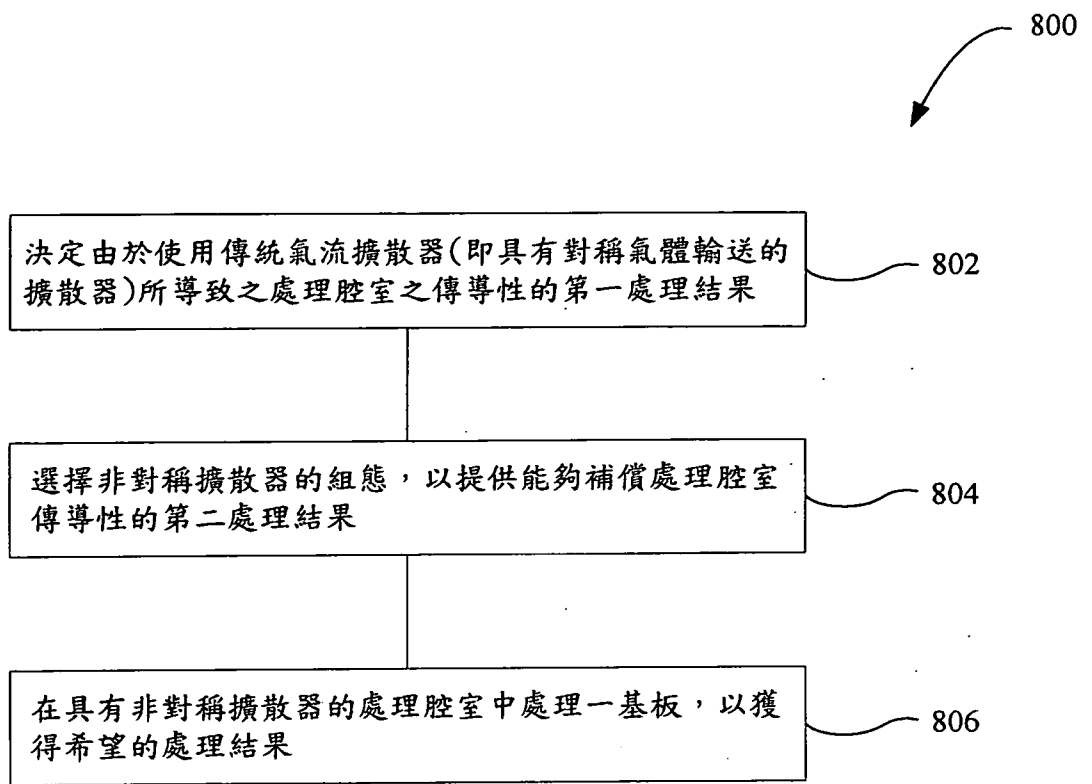 800
決定由於使用傳統氣流擴散器(即具有對稱氣體輸送的
擴散器)所導致之處理腔室之傳導性的第一處理結果
802
選擇非對稱擴散器的組態，以提供能夠補償處理腔室
傳導性的第二處理結果
804
在具有非對稱擴散器的處理腔室中處理一基板，以獲
得希望的處理結果
806